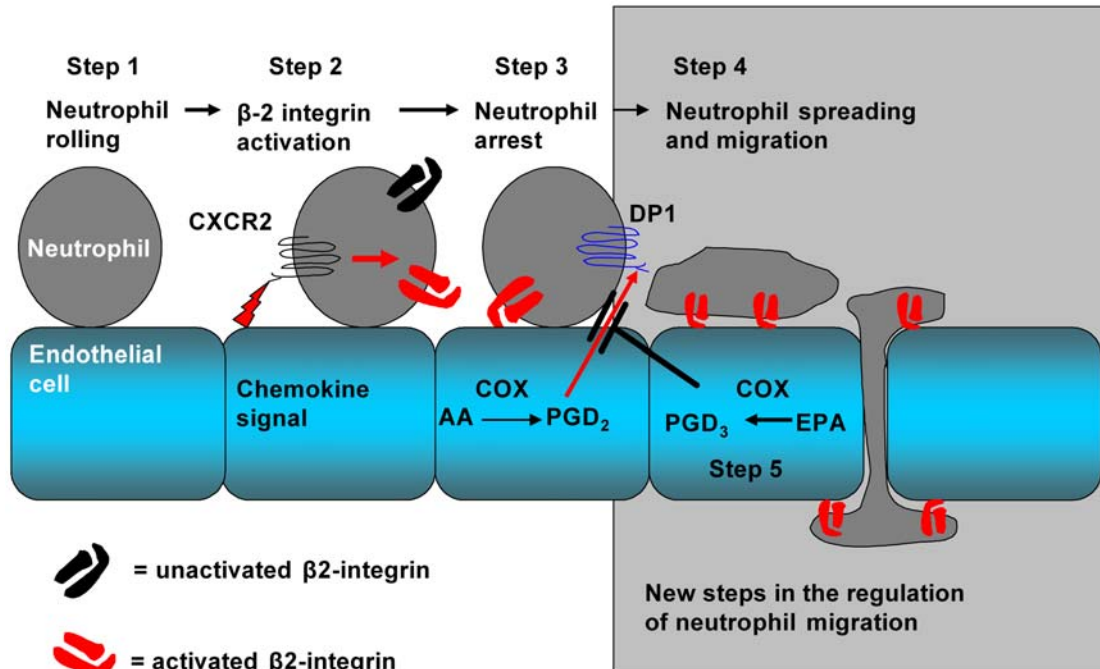 Step 1
Neutrophil
rolling
Step 2
β-2 integrin
activation
Step 3
Neutrophil
arrest
Step 4
Neutrophil spreading
and migration
CXCR2
DP1
Neutrophil
Endothelial
cell
Chemokine
signal
COX
AA
PGD₂
COX
PGD₃
EPA
Step 5
= unactivated β2-integrin
= activated β2-integrin
New steps in the regulation
of neutrophil migration